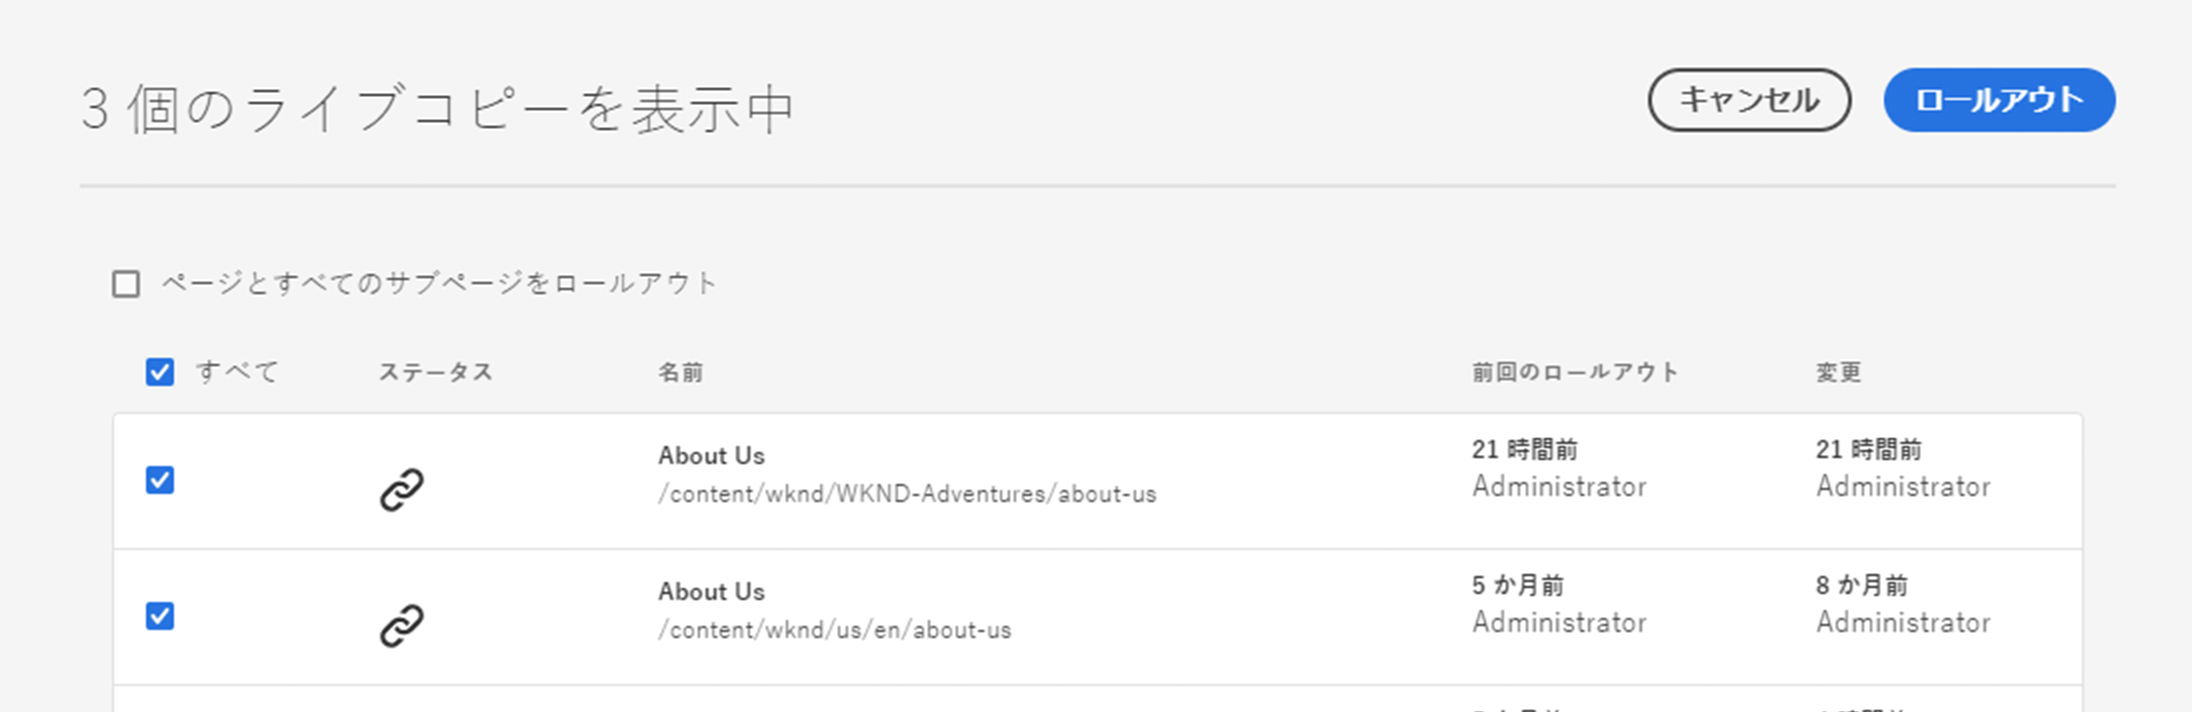 3 個のライブコピーを表示中
キャンセル
ロールアウト
ページとすべてのサブページをロールアウト
すべて ステータス 名前 前回のロールアウト 変更
About Us 21 時間前 21 時間前
/content/wknd/WKND-Adventures/about-us Administrator Administrator
About Us 5 か月前 8 か月前
/content/wknd/us/en/about-us Administrator Administrator